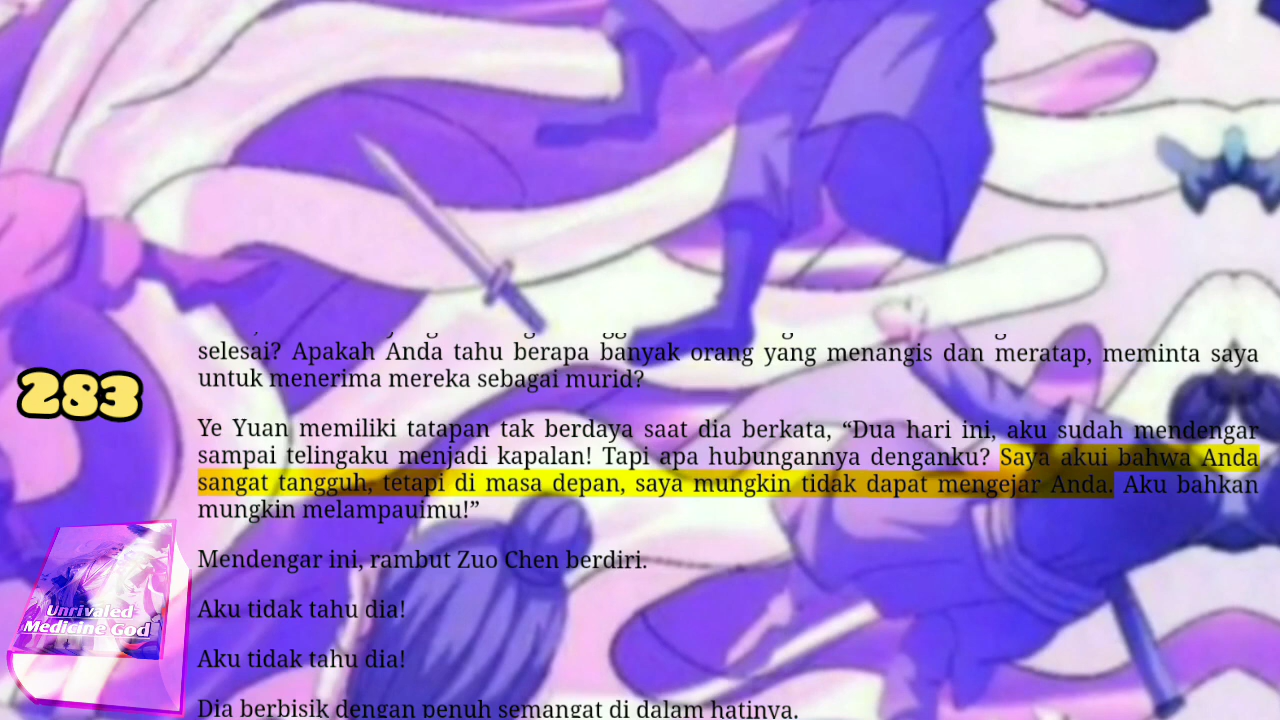 selesai? Apakah Anda tahu berapa banyak orang yang menangis dan meratap, meminta saya
untuk menerima mereka sebagai murid?
283
Ye Yuan memiliki tatapan tak berdaya saat dia berkata, “Dua hari ini, aku sudah mendengar
sampai telingaku menjadi kapalan! Tapi apa hubungannya denganku? Saya akui bahwa Anda
sangat tangguh, tetapi di masa depan, saya mungkin tidak dapat mengejar Anda. Aku bahkan
mungkin melampauimu!”
Mendengar ini, rambut Zuo Chen berdiri.
Aku tidak tahu dia!
Unrivaled
Medicine God
Aku tidak tahu dia!
Dia berbisik dengan penuh semangat di dalam hatinya.